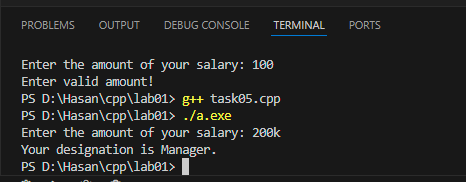 PROBLEMS OUTPUT DEBUG CONSOLE TERMINAL PORTS
Enter the amount of your salary: 100
Enter valid amount!
PS D:\Hasan\cpp\lab01> g++ task05.cpp
PS D:\Hasan\cpp\lab01> ./a.exe
Enter the amount of your salary: 200k
Your designation is Manager.
PS D:\Hasan\cpp\lab01>